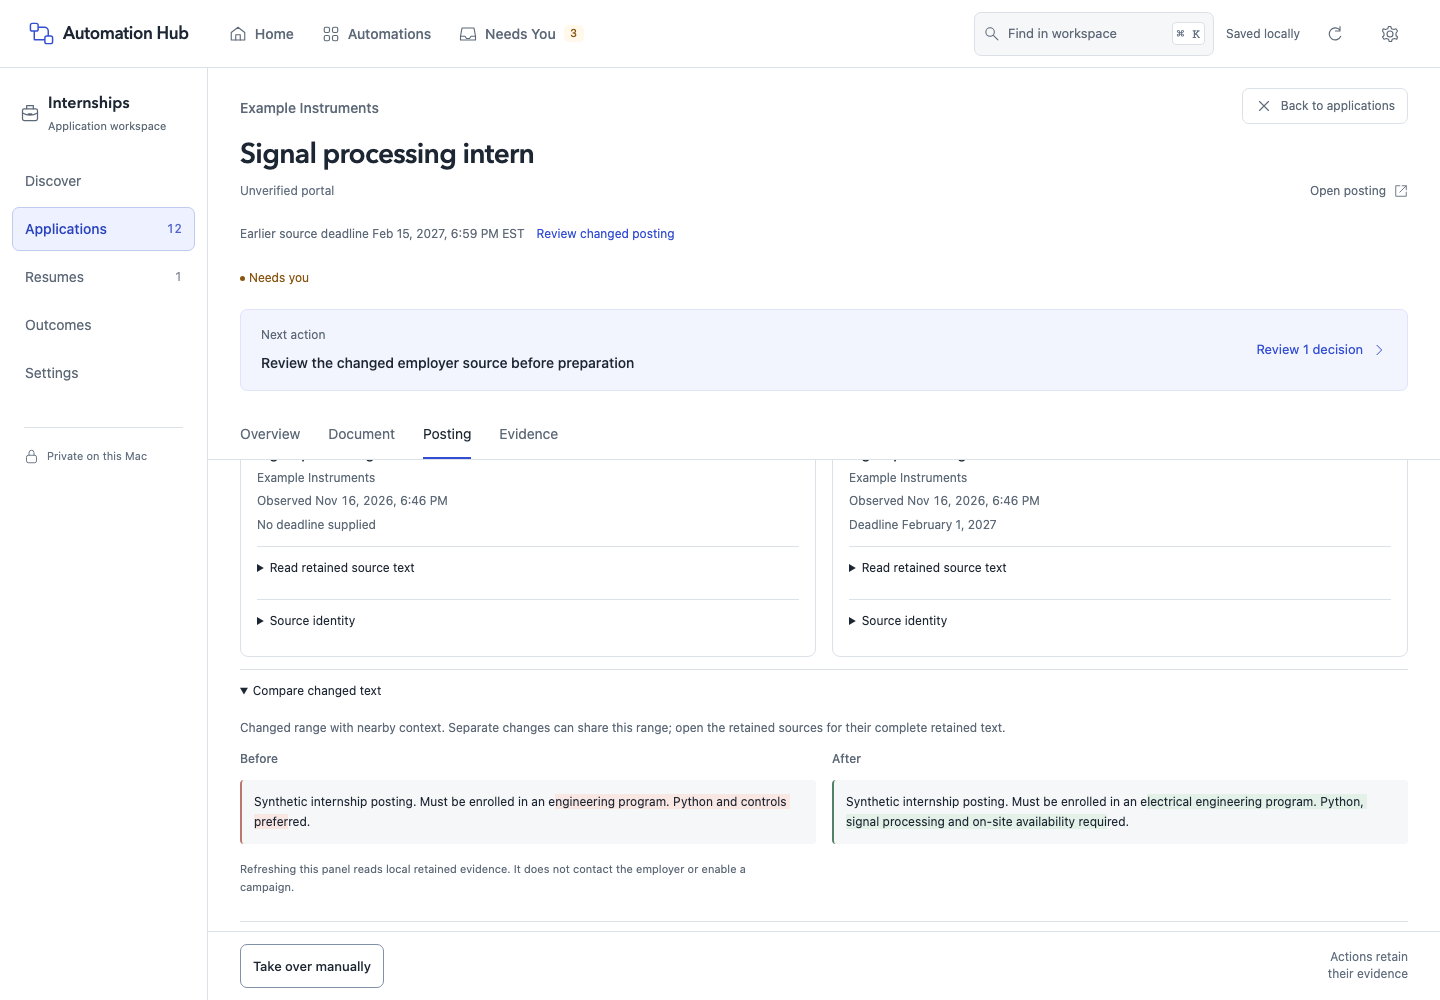 Automation Hub
Home
Automations
Needs You 3
Find in workspace
⌘ K
Saved locally
Internships
Application workspace
Discover
Applications 12
Resumes 1
Outcomes
Settings
Private on this Mac
Example Instruments
Back to applications
Signal processing intern
Unverified portal
Open posting
Earlier source deadline Feb 15, 2027, 6:59 PM EST
Review changed posting
Needs you
Next action
Review the changed employer source before preparation
Review 1 decision
Overview
Document
Posting
Evidence
Example Instruments
Observed Nov 16, 2026, 6:46 PM
No deadline supplied
Read retained source text
Source identity
Example Instruments
Observed Nov 16, 2026, 6:46 PM
Deadline February 1, 2027
Read retained source text
Source identity
Compare changed text
Changed range with nearby context. Separate changes can share this range; open the retained sources for their complete retained text.
Before
Synthetic internship posting. Must be enrolled in an engineering program. Python and controls
preferred.
After
Synthetic internship posting. Must be enrolled in an electrical engineering program. Python,
signal processing and on-site availability required.
Refreshing this panel reads local retained evidence. It does not contact the employer or enable a
campaign.
Take over manually
Actions retain
their evidence